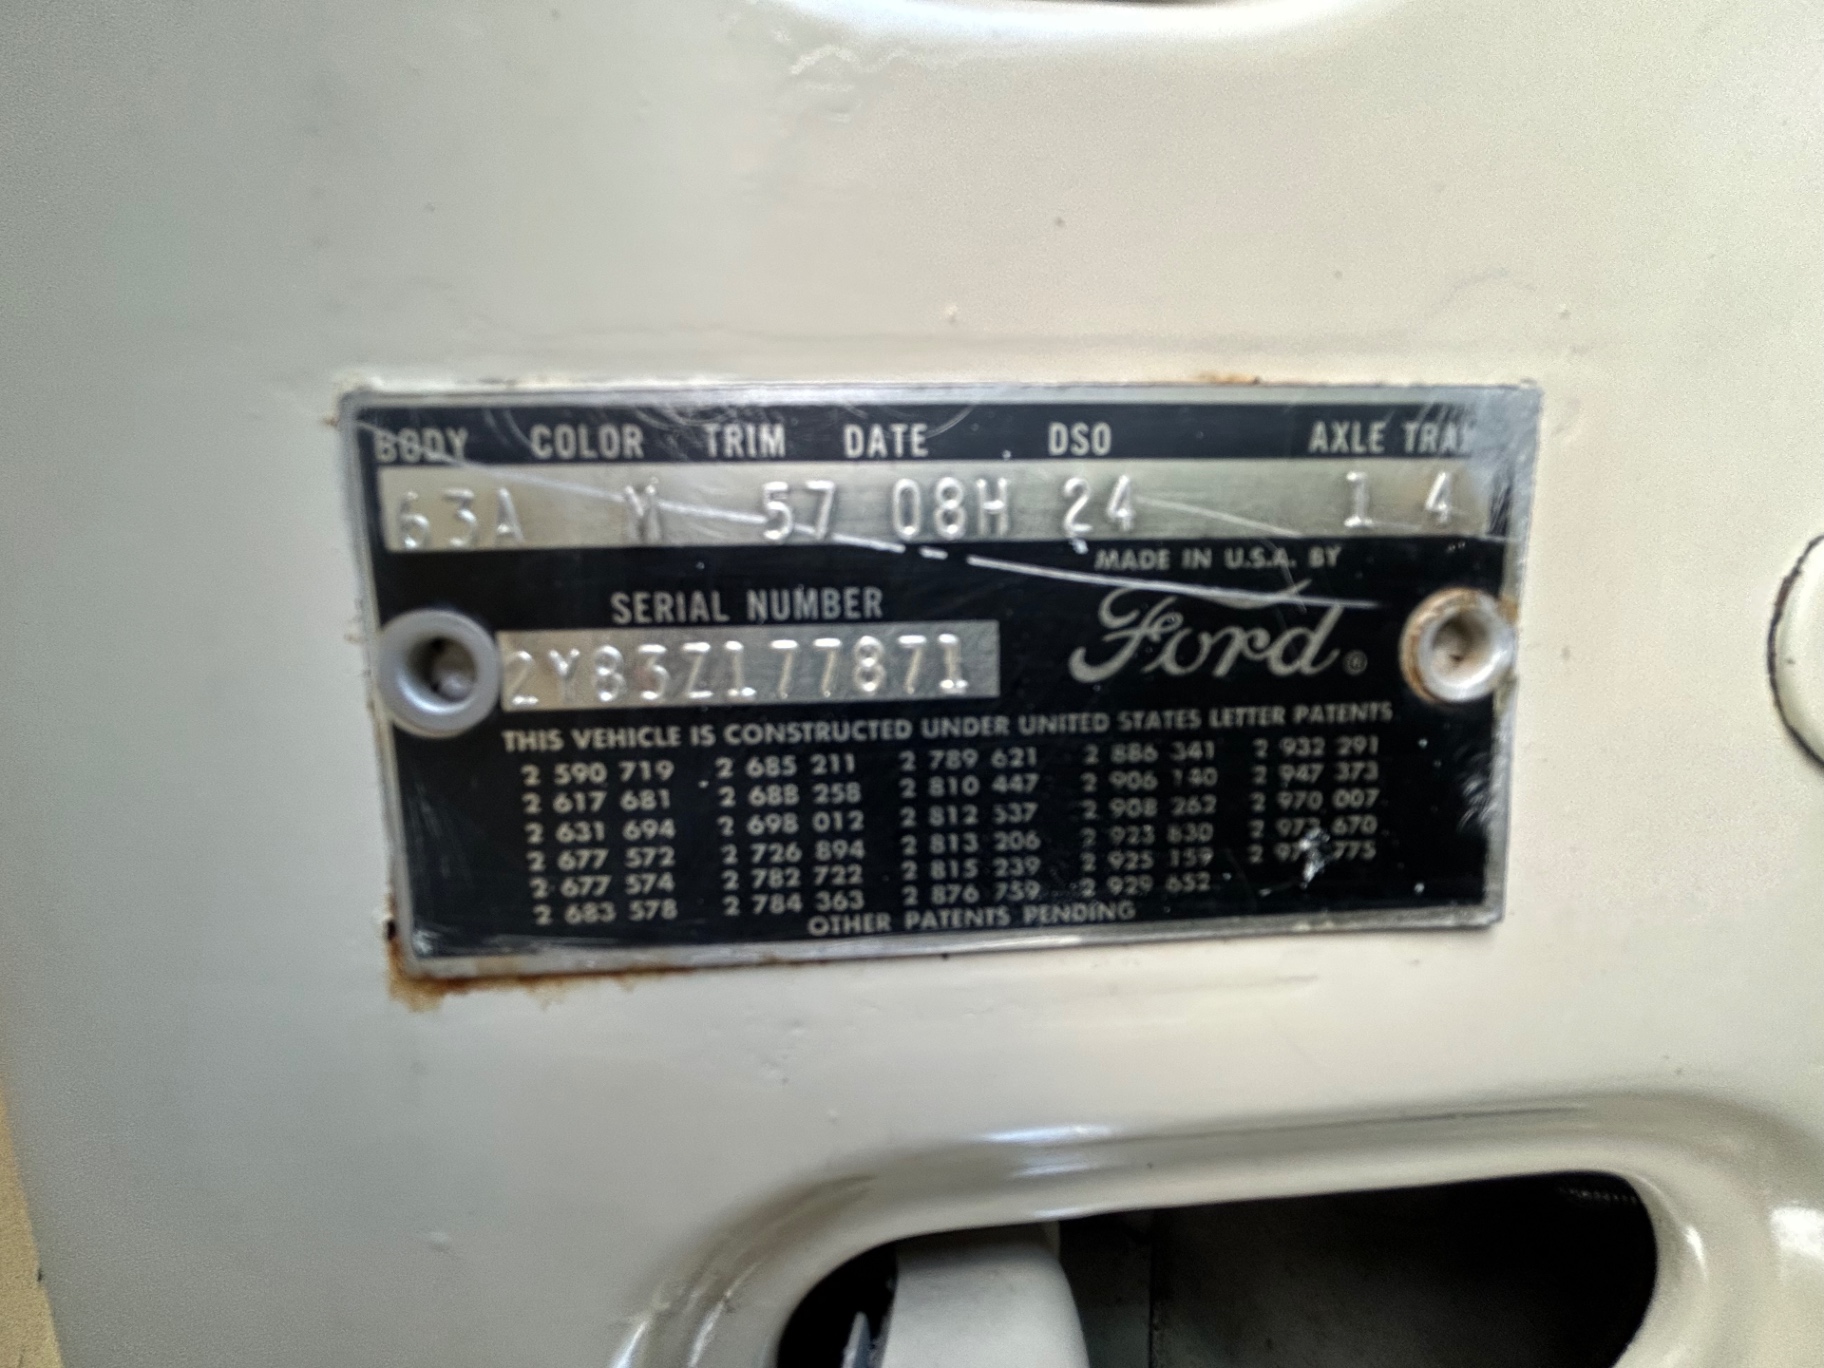 BODY COLOR TRIM DATE DSO AXLE TRAN
63A M 57 08H 24 1 4
MADE IN U.S.A. BY
Ford ®
SERIAL NUMBER
2Y83Z177871
THIS VEHICLE IS CONSTRUCTED UNDER UNITED STATES LETTER PATENTS
2 590 719 2 685 211 2 789 621 2 886 341 2 932 291
2 617 681 2 688 258 2 810 447 2 906 140 2 947 373
2 631 694 2 698 012 2 812 537 2 908 262 2 970 007
2 677 572 2 726 894 2 813 206 2 923 830 2 973 670
2 677 574 2 782 722 2 815 239 2 925 159 775
2 683 578 2 784 363 2 876 759 2 929 652
OTHER PATENTS PENDING